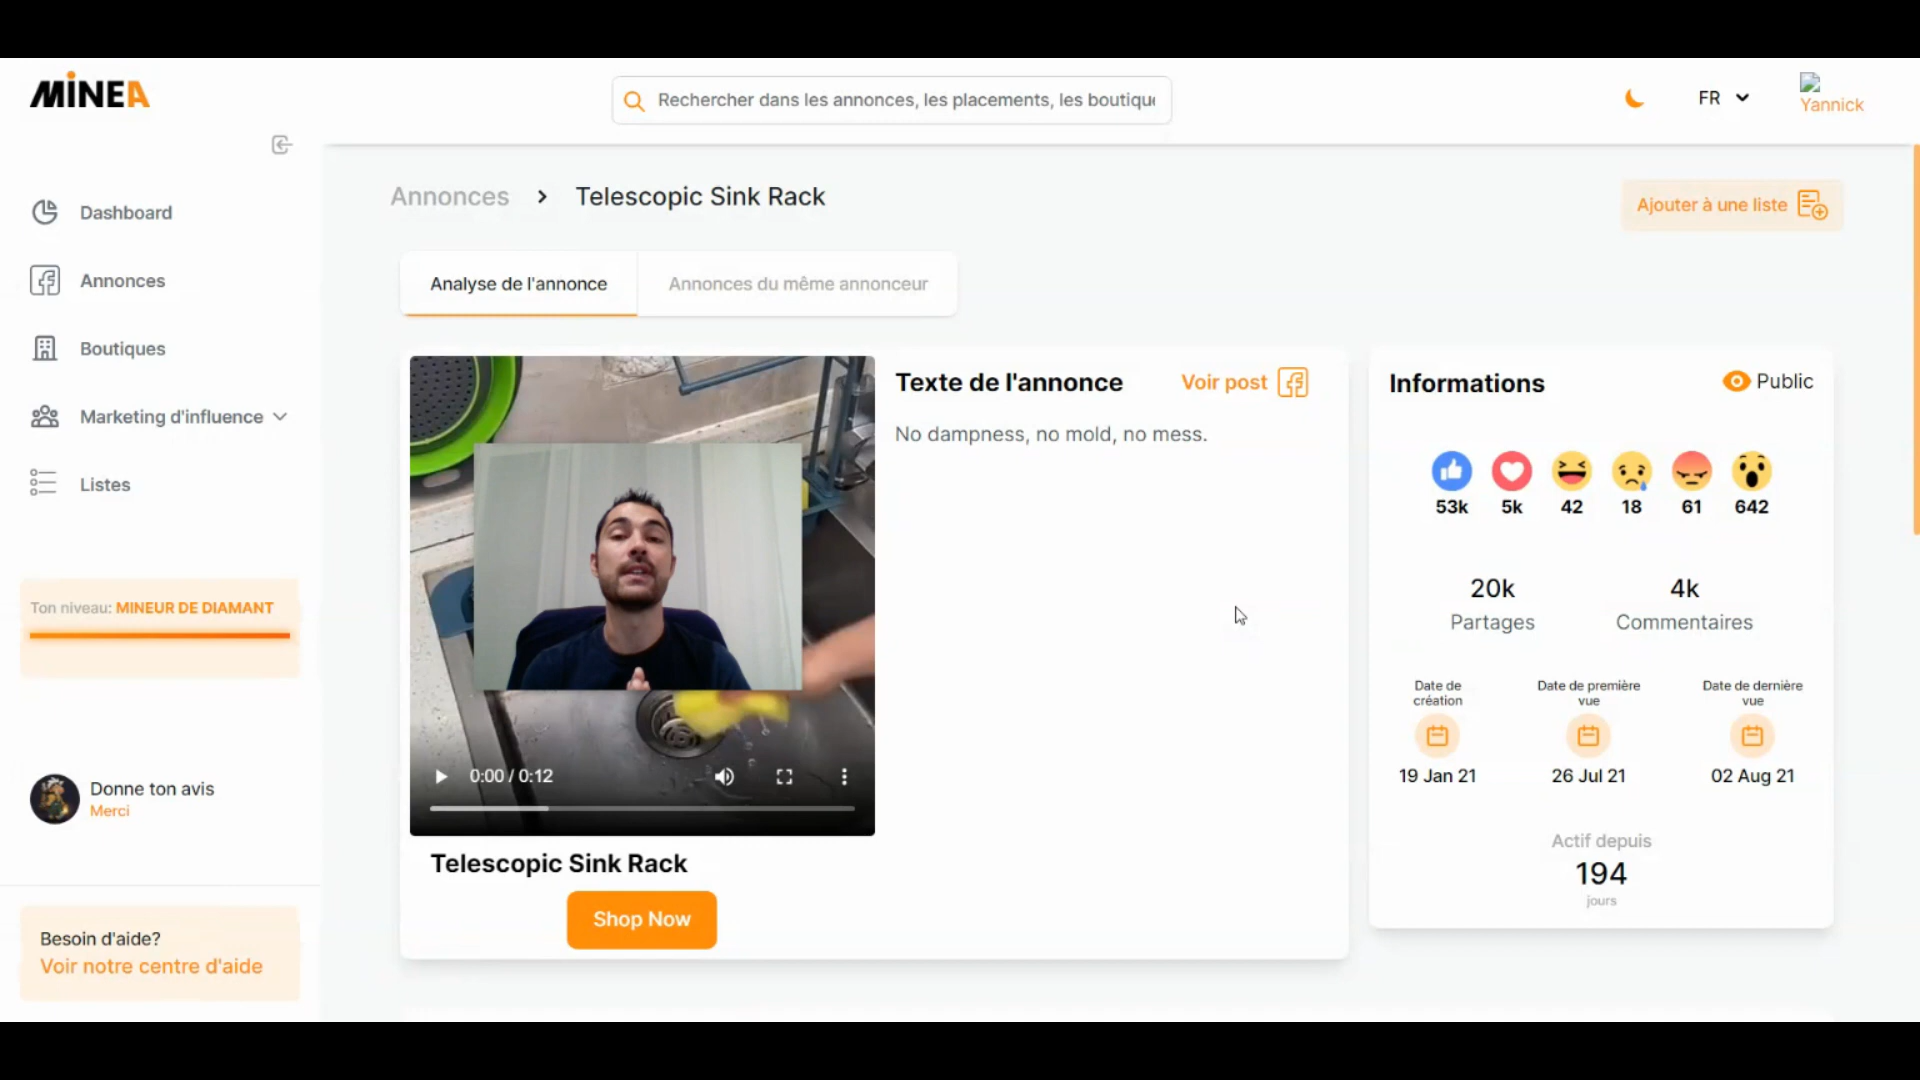 MINEA
Rechercher dans les annonces, les placements, les boutique
FR
Yannick
Dashboard
Annonces
Boutiques
Marketing d'influence
Listes
Ton niveau: MINEUR DE DIAMANT
Donne ton avis
Merci
Besoin d'aide?
Voir notre centre d'aide
Annonces > Telescopic Sink Rack
Ajouter à une liste
Analyse de l'annonce
Annonces du même annonceur
0:00 / 0:12
Telescopic Sink Rack
Shop Now
Texte de l'annonce
Voir post
No dampness, no mold, no mess.
Informations
Public
53k 5k 42 18 61 642
20k 4k
Partages Commentaires
Date de création
Date de première vue
Date de dernière vue
19 Jan 21 26 Jul 21 02 Aug 21
Actif depuis
194
jours